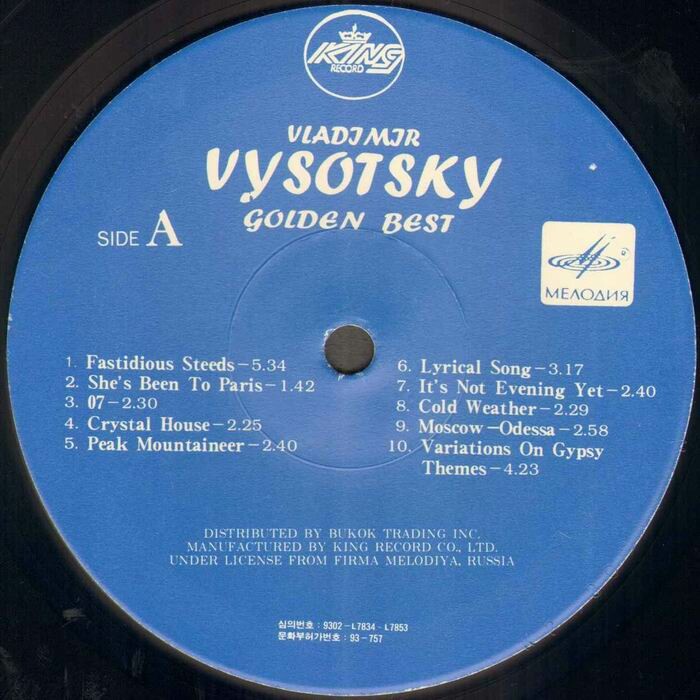 KING
RECORD
VLADIMIR
VYSOTSKY
GOLDEN BEST
SIDE A
МЕЛОДИЯ
1. Fastidious Steeds-5.34
2. She's Been To Paris-1.42
3. 07-2.30
4. Crystal House-2.25
5. Peak Mountaineer-2.40
6. Lyrical Song-3.17
7. It's Not Evening Yet-2.40
8. Cold Weather-2.29
9. Moscow-Odessa-2.58
10. Variations On Gypsy
Themes-4.23
DISTRIBUTED BY BUKOK TRADING INC.
MANUFACTURED BY KING RECORD CO., LTD.
UNDER LICENSE FROM FIRMA MELODIYA, RUSSIA
심의번호 : 9302-L7834-L7853
문화부허가번호 : 93-757